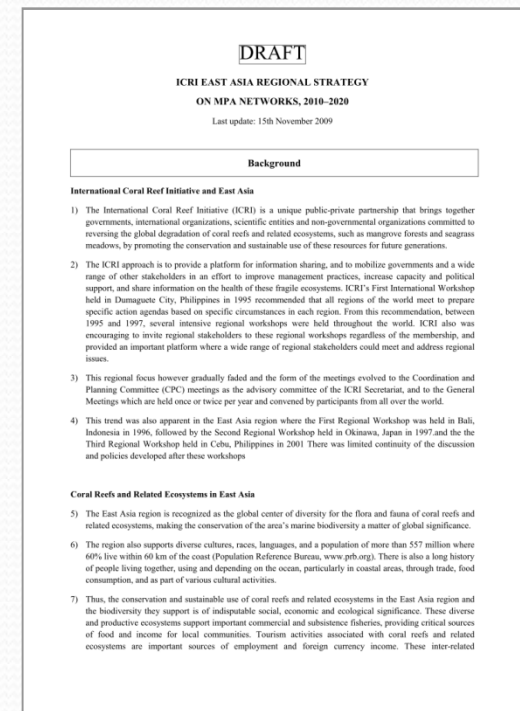 DRAFT
ICRI EAST ASIA REGIONAL STRATEGY
ON MPA NETWORKS, 2010–2020
Last update: 15th November 2009
Background
International Coral Reef Initiative and East Asia
1) The International Coral Reef Initiative (ICRI) is a unique public-private partnership that brings together
governments, international organizations, scientific entities and non-governmental organizations committed to
reversing the global degradation of coral reefs and related ecosystems, such as mangrove forests and seagrass
meadows, by promoting the conservation and sustainable use of these resources for future generations.
2) The ICRI approach is to provide a platform for information sharing, and to mobilize governments and a wide
range of other stakeholders in an effort to improve management practices, increase capacity and political
support, and share information on the health of these fragile ecosystems. ICRI's First International Workshop
held in Dumaguete City, Philippines in 1995 recommended that all regions of the world meet to prepare
specific action agendas based on specific circumstances in each region. From this recommendation, between
1995 and 1997, several intensive regional workshops were held throughout the world. ICRI also was
encouraging to invite regional stakeholders to these regional workshops regardless of the membership, and
provided an important platform where a wide range of regional stakeholders could meet and address regional
issues.
3) This regional focus however gradually faded and the form of the meetings evolved to the Coordination and
Planning Committee (CPC) meetings as the advisory committee of the ICRI Secretariat, and to the General
Meetings which are held once or twice per year and convened by participants from all over the world.
4) This trend was also apparent in the East Asia region where the First Regional Workshop was held in Bali,
Indonesia in 1996, followed by the Second Regional Workshop held in Okinawa, Japan in 1997.and the the
Third Regional Workshop held in Cebu, Philippines in 2001 There was limited continuity of the discussion
and policies developed after these workshops
Coral Reefs and Related Ecosystems in East Asia
5) The East Asia region is recognized as the global center of diversity for the flora and fauna of coral reefs and
related ecosystems, making the conservation of the area's marine biodiversity a matter of global significance.
6) The region also supports diverse cultures, races, languages, and a population of more than 557 million where
60% live within 60 km of the coast (Population Reference Bureau, www.prb.org). There is also a long history
of people living together, using and depending on the ocean, particularly in coastal areas, through trade, food
consumption, and as part of various cultural activities.
7) Thus, the conservation and sustainable use of coral reefs and related ecosystems in the East Asia region and
the biodiversity they support is of indisputable social, economic and ecological significance. These diverse
and productive ecosystems support important commercial and subsistence fisheries, providing critical sources
of food and income for local communities. Tourism activities associated with coral reefs and related
ecosystems are important sources of employment and foreign currency income. These inter-related